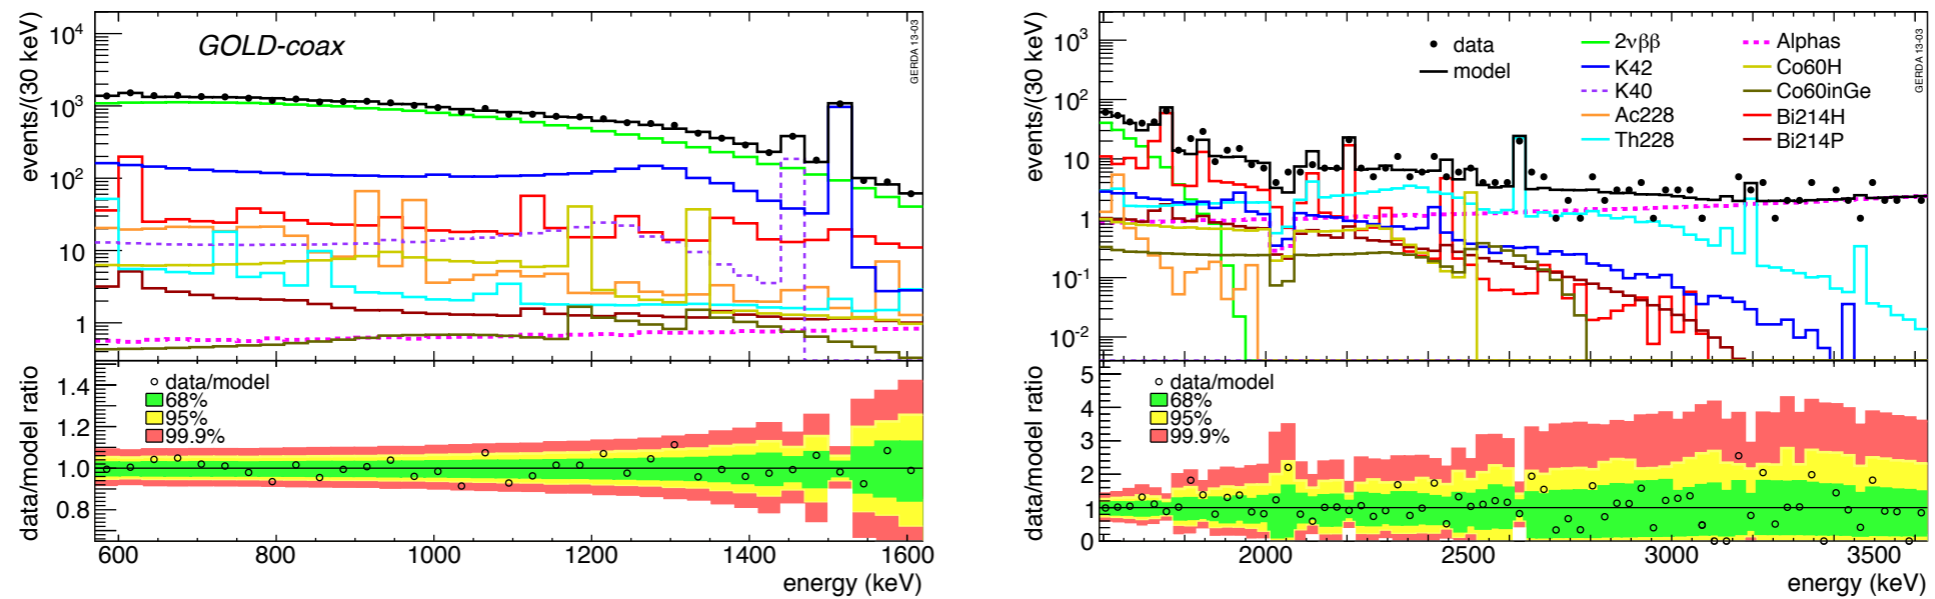 GOLD-coax
GERDA 13-03
events/(30 keV)
10⁴
10³
10²
10
1
data/model
68%
95%
99.9%
data/model ratio
1.4
1.2
1.0
0.8
600 800 1000 1200 1400 1600
energy (keV)
GERDA 13-03
events/(30 keV)
10³
10²
10
1
10⁻¹
10⁻²
data
model
2νββ
K42
K40
Ac228
Th228
Alphas
Co60H
Co60inGe
Bi214H
Bi214P
data/model
68%
95%
99.9%
data/model ratio
5
4
3
2
1
0
2000 2500 3000 3500
energy (keV)